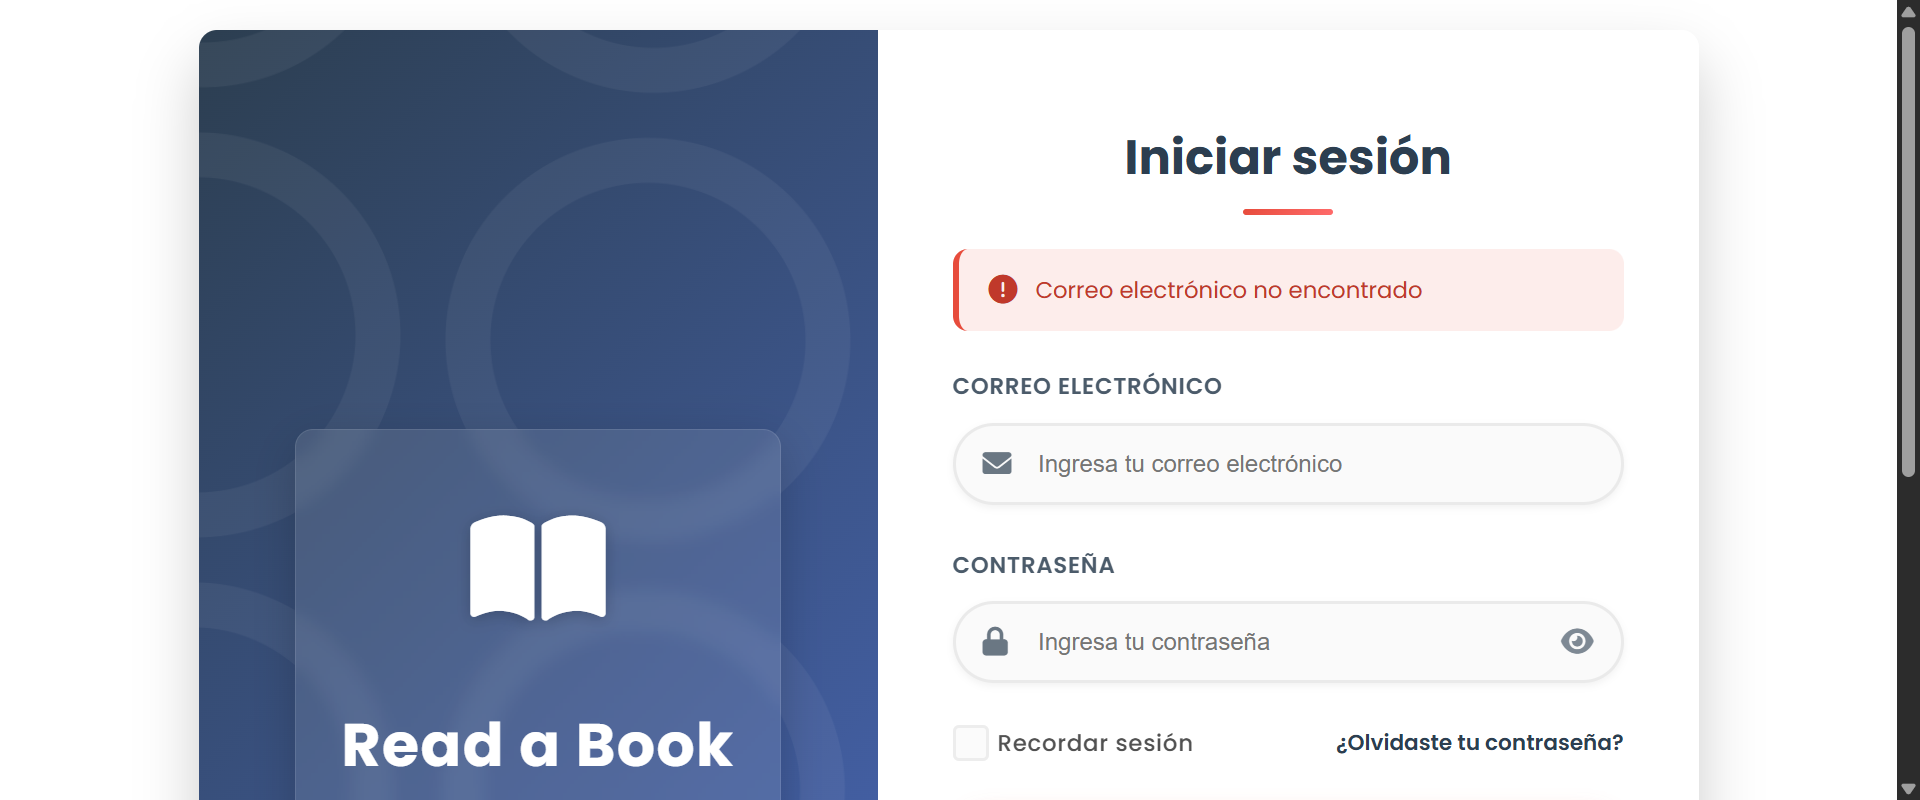 Read a Book
Iniciar sesión
Correo electrónico no encontrado
CORREO ELECTRÓNICO
Ingresa tu correo electrónico
CONTRASEÑA
Ingresa tu contraseña
Recordar sesión
¿Olvidaste tu contraseña?